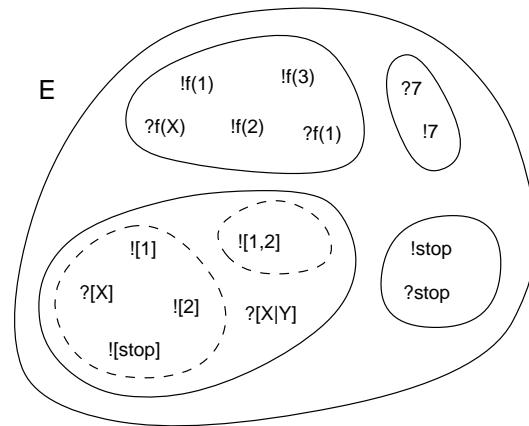 E
!f(1) !f(3) ?7
?f(X) !f(2) ?f(1) !7
![1] ![1,2] !stop
?[X] ![2] ?[X|Y] ?stop
![stop]